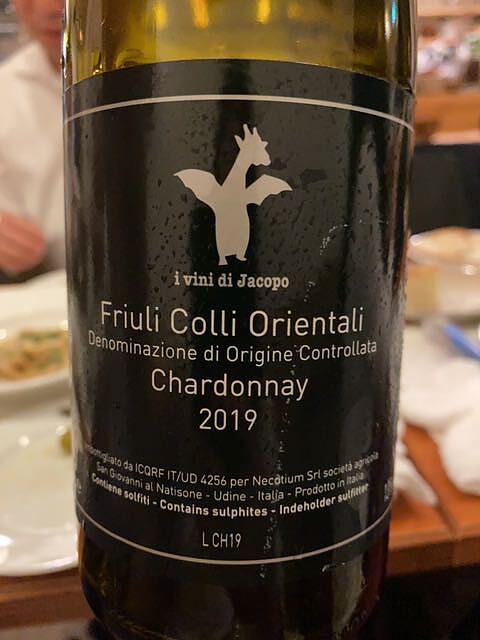 i vini di Jacopo
Friuli Colli Orientali
Denominazione di Origine Controllata
Chardonnay
2019
Imbottigliato da ICQRF IT/UD 4256 per Necotium Srl società agricola
San Giovanni al Natisone - Udine - Italia - Prodotto in Italia
Contiene solfiti - Contains sulphites - Indeholder sulfitter
L CH19